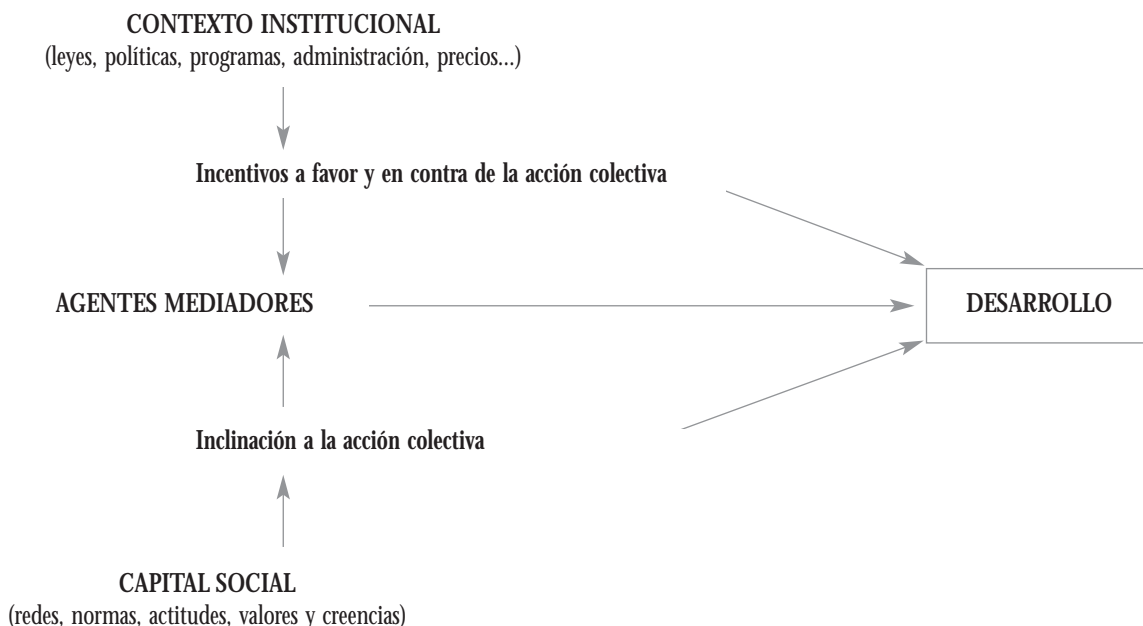 CONTEXTO INSTITUCIONAL
(leyes, políticas, programas, administración, precios...)
Incentivos a favor y en contra de la acción colectiva
AGENTES MEDIADORES
DESARROLLO
Inclinación a la acción colectiva
CAPITAL SOCIAL
(redes, normas, actitudes, valores y creencias)